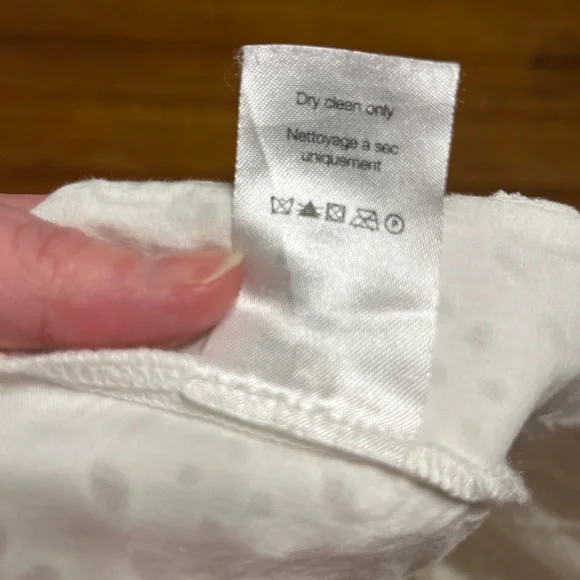 Dry clean only
Nettoyage a sec
uniquement
P